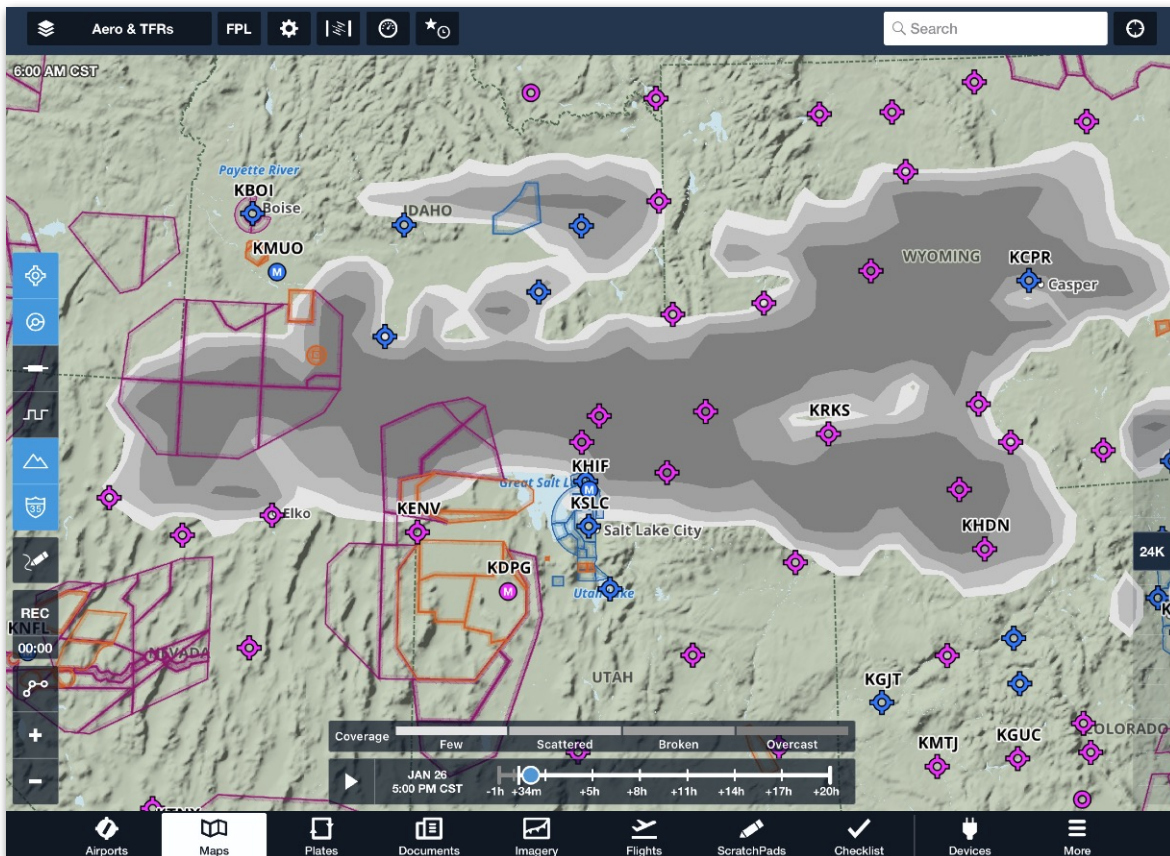 Aero & TFRs
FPL
Search
6:00 AM CST
Payette River
KBOI
Boise
IDAHO
KMUO
M
WYOMING
KCPR
Casper
35
KRKS
KHIF
Great Salt L
M
KSLC
Salt Lake City
KENV
Elko
KHDN
24K
KDPG
M
Utah Lake
REC
00:00
KNFL
NEVADA
K
UTAH
KGJT
COLORADO
KMTJ
KGUC
Coverage
Few
Scattered
Broken
Overcast
JAN 26
5:00 PM CST
-1h
+34m
+5h
+8h
+11h
+14h
+17h
+20h
Airports
Maps
Plates
Documents
Imagery
Flights
ScratchPads
Checklist
Devices
More